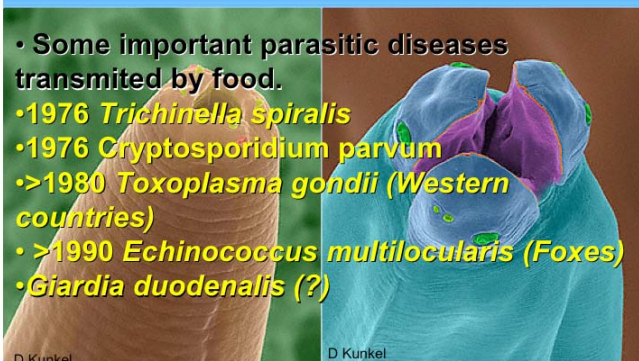 • Some important parasitic diseases
transmited by food.
•1976 Trichinella spiralis
•1976 Cryptosporidium parvum
•>1980 Toxoplasma gondii (Western
countries)
• >1990 Echinococcus multilocularis (Foxes)
•Giardia duodenalis (?)
D Kunkel
D Kunkel